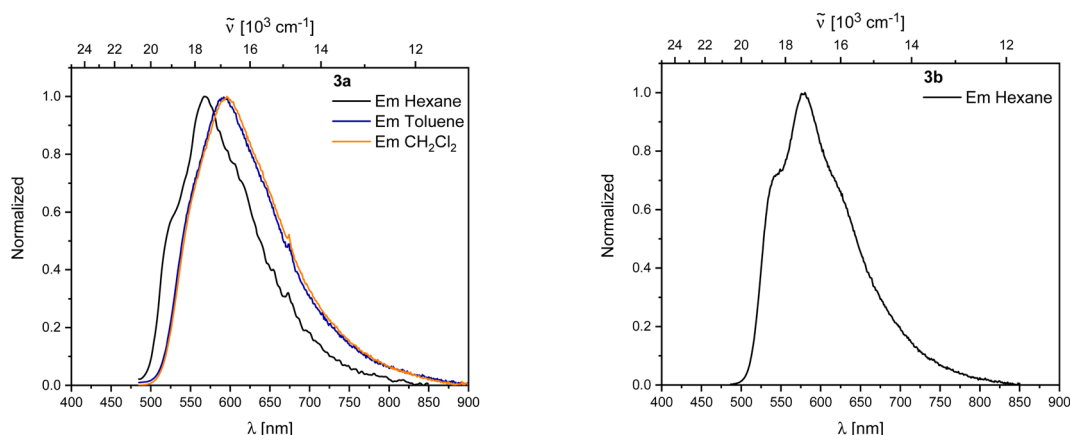 ṽ [10³ cm⁻¹]
24 22 20 18 16 14 12
3a
Em Hexane
Em Toluene
Em CH₂Cl₂
Normalized
1.0
0.8
0.6
0.4
0.2
0.0
400 450 500 550 600 650 700 750 800 850 900
λ [nm]
ṽ [10³ cm⁻¹]
24 22 20 18 16 14 12
3b
Em Hexane
Normalized
1.0
0.8
0.6
0.4
0.2
0.0
400 450 500 550 600 650 700 750 800 850 900
λ [nm]